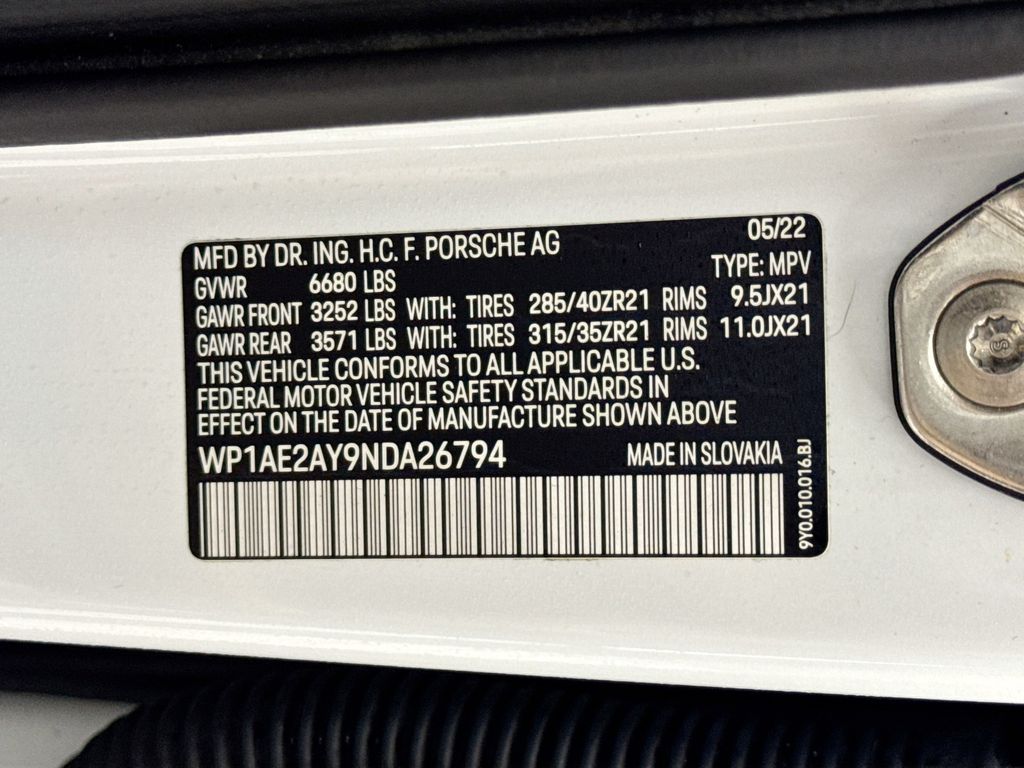 MFD BY DR. ING. H.C. F. PORSCHE AG 05/22
GVWR 6680 LBS TYPE: MPV
GAWR FRONT 3252 LBS WITH: TIRES 285/40ZR21 RIMS 9.5JX21
GAWR REAR 3571 LBS WITH: TIRES 315/35ZR21 RIMS 11.0JX21
THIS VEHICLE CONFORMS TO ALL APPLICABLE U.S.
FEDERAL MOTOR VEHICLE SAFETY STANDARDS IN
EFFECT ON THE DATE OF MANUFACTURE SHOWN ABOVE
WP1AE2AY9NDA26794 MADE IN SLOVAKIA
9Y0.010.016.BJ